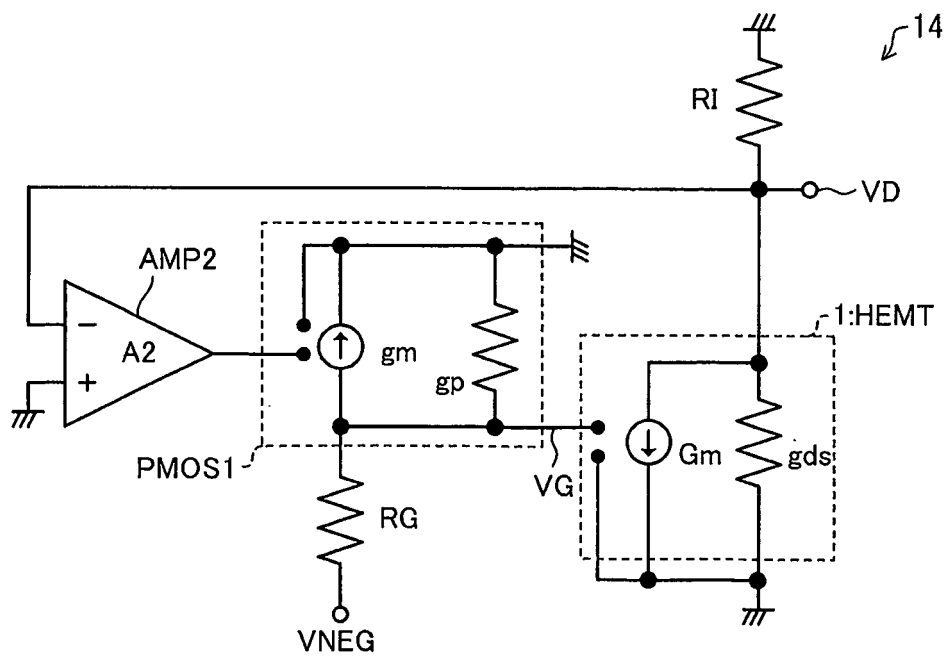 14
RI
VD
AMP2
A2
−
+
gm
gp
1:HEMT
PMOS1
VG
Gm
gds
RG
VNEG